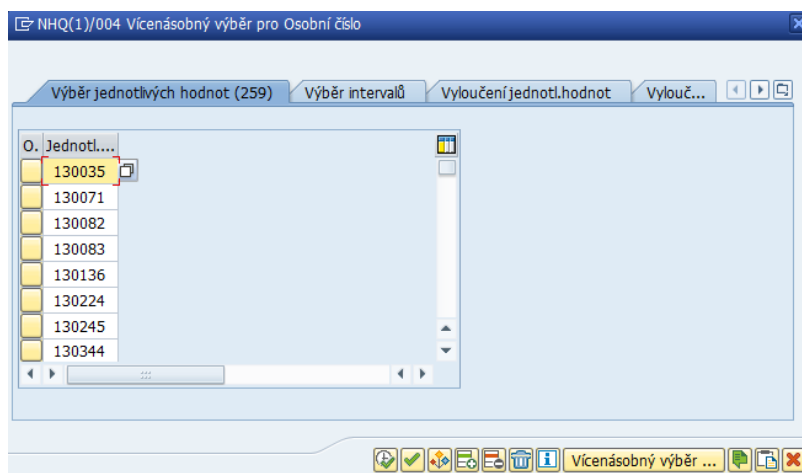 NHQ(1)/004 Vícenásobný výběr pro Osobní číslo
Výběr jednotlivých hodnot (259) Výběr intervalů Vyloučení jednotl.hodnot Vylouč...
O. Jednotl....
130035
130071
130082
130083
130136
130224
130245
130344
Vícenásobný výběr ...